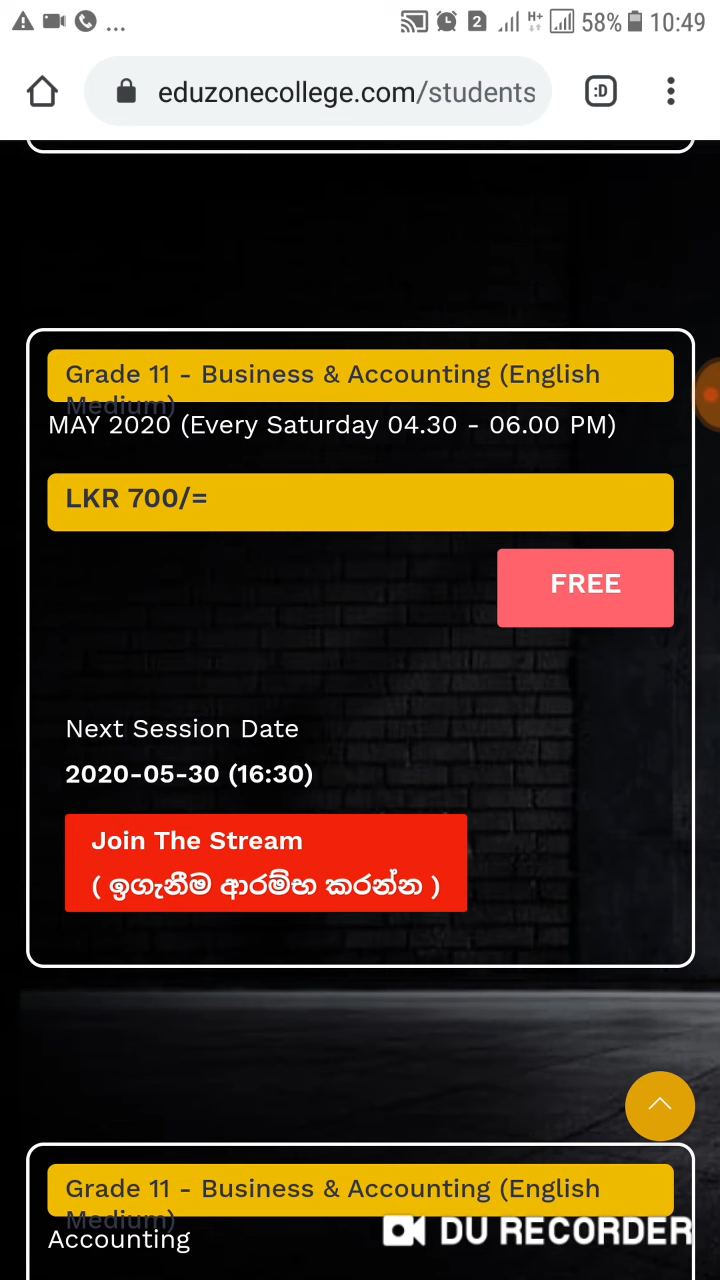 ... 2 H+ 58% 10:49
eduzonecollege.com/students
:D
Grade 11 - Business & Accounting (English
Medium)
MAY 2020 (Every Saturday 04.30 - 06.00 PM)
LKR 700/=
FREE
Next Session Date
2020-05-30 (16:30)
Join The Stream
( ඉගැනීම ආරම්භ කරන්න )
Grade 11 - Business & Accounting (English
Medium)
Accounting
DU RECORDER